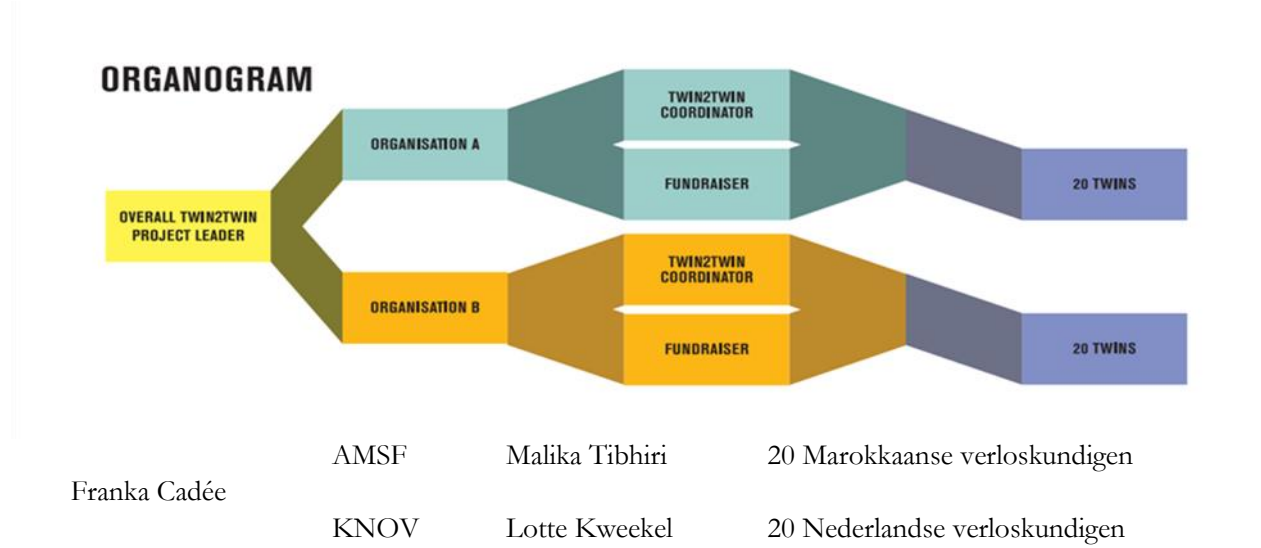 ORGANOGRAM
OVERALL TWIN2TWIN
PROJECT LEADER
ORGANISATION A
TWIN2TWIN
COORDINATOR
FUNDRAISER
20 TWINS
ORGANISATION B
TWIN2TWIN
COORDINATOR
FUNDRAISER
20 TWINS
AMSF Malika Tibhiri 20 Marokkaanse verloskundigen
Franka Cadée
KNOV Lotte Kweekel 20 Nederlandse verloskundigen